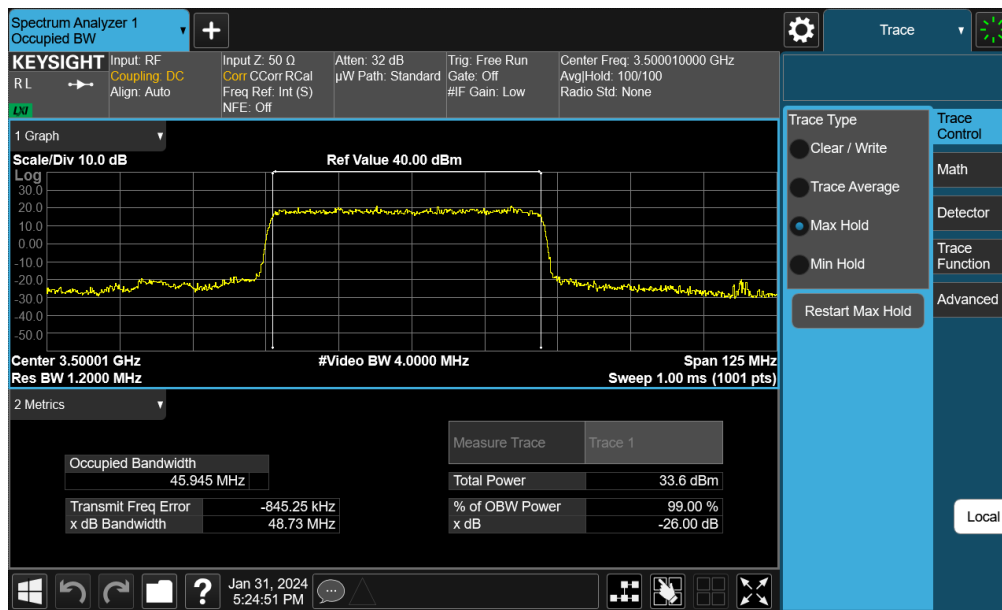 Spectrum Analyzer 1
Occupied BW
+
Trace
KEYSIGHT
R L
LXI
Input: RF
Coupling: DC
Align: Auto
Input Z: 50 Ω
Corr CCorr RCal
Freq Ref: Int (S)
NFE: Off
Atten: 32 dB
µW Path: Standard
Trig: Free Run
Gate: Off
#IF Gain: Low
Center Freq: 3.500010000 GHz
Avg|Hold: 100/100
Radio Std: None
1 Graph
Scale/Div 10.0 dB
Ref Value 40.00 dBm
Log
30.0
20.0
10.0
0.00
-10.0
-20.0
-30.0
-40.0
-50.0
Center 3.50001 GHz
#Video BW 4.0000 MHz
Span 125 MHz
Res BW 1.2000 MHz
Sweep 1.00 ms (1001 pts)
2 Metrics
Measure Trace
Trace 1
Occupied Bandwidth
45.945 MHz
Total Power
33.6 dBm
Transmit Freq Error
-845.25 kHz
% of OBW Power
99.00 %
x dB Bandwidth
48.73 MHz
x dB
-26.00 dB
Trace Type
Clear / Write
Trace Average
Max Hold
Min Hold
Restart Max Hold
Trace
Control
Math
Detector
Trace
Function
Advanced
Local
?
Jan 31, 2024
5:24:51 PM